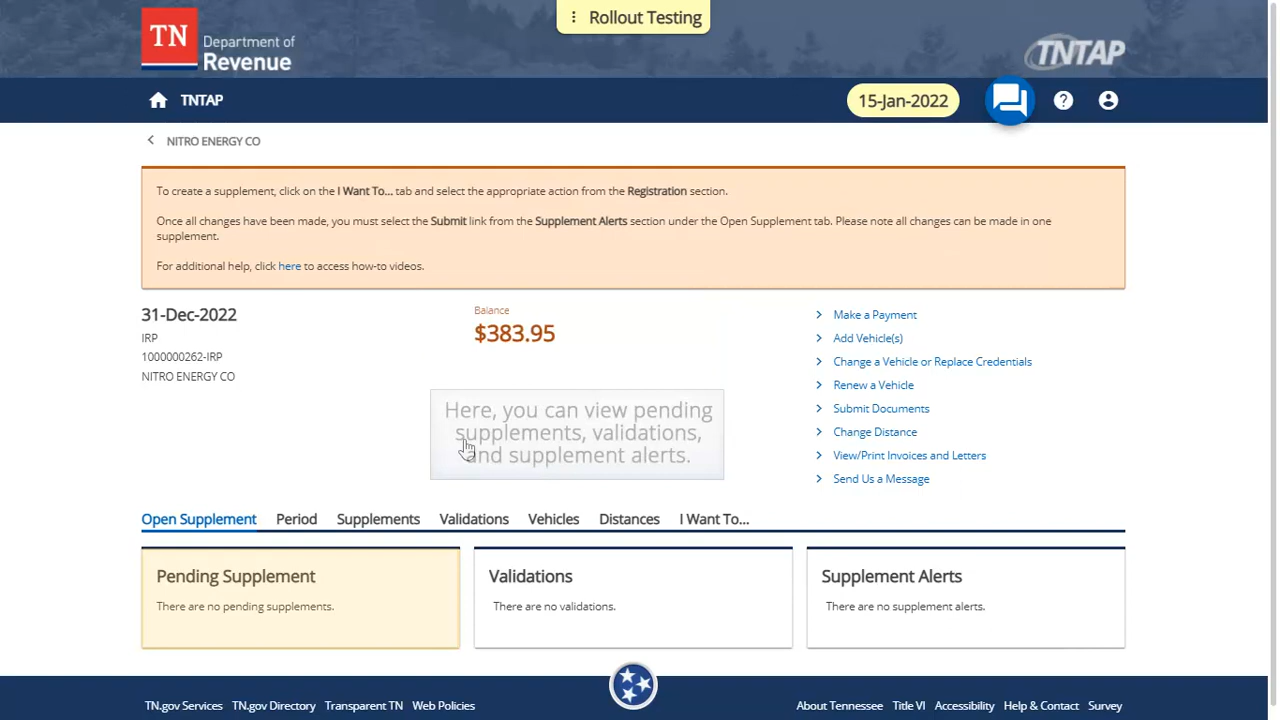 Rollout Testing
TN
Department of
Revenue
TNTAP
TNTAP
15-Jan-2022
NITRO ENERGY CO
To create a supplement, click on the I Want To... tab and select the appropriate action from the Registration section.
Once all changes have been made, you must select the Submit link from the Supplement Alerts section under the Open Supplement tab. Please note all changes can be made in one
supplement.
For additional help, click here to access how-to videos.
31-Dec-2022
IRP
1000000262-IRP
NITRO ENERGY CO
Balance
$383.95
Here, you can view pending
supplements, validations,
and supplement alerts.
Make a Payment
Add Vehicle(s)
Change a Vehicle or Replace Credentials
Renew a Vehicle
Submit Documents
Change Distance
View/Print Invoices and Letters
Send Us a Message
Open Supplement Period Supplements Validations Vehicles Distances I Want To...
Pending Supplement
There are no pending supplements.
Validations
There are no validations.
Supplement Alerts
There are no supplement alerts.
TN.gov Services TN.gov Directory Transparent TN Web Policies
About Tennessee Title VI Accessibility Help & Contact Survey